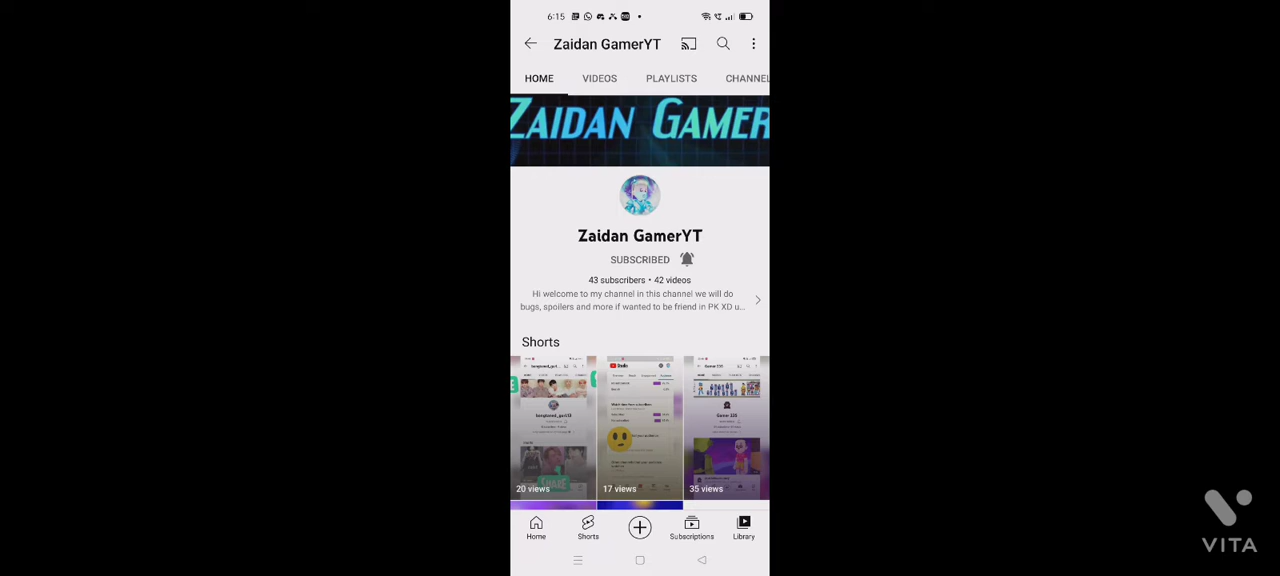 6:15
Zaidan GamerYT
HOME VIDEOS PLAYLISTS CHANNEL
ZAIDAN GAMER
Zaidan GamerYT
SUBSCRIBED
43 subscribers • 42 videos
Hi welcome to my channel in this channel we will do
bugs, spoilers and more if wanted to be friend in PK XD u...
Shorts
SHARE
20 views 17 views 35 views
Home Shorts Subscriptions Library
VITA